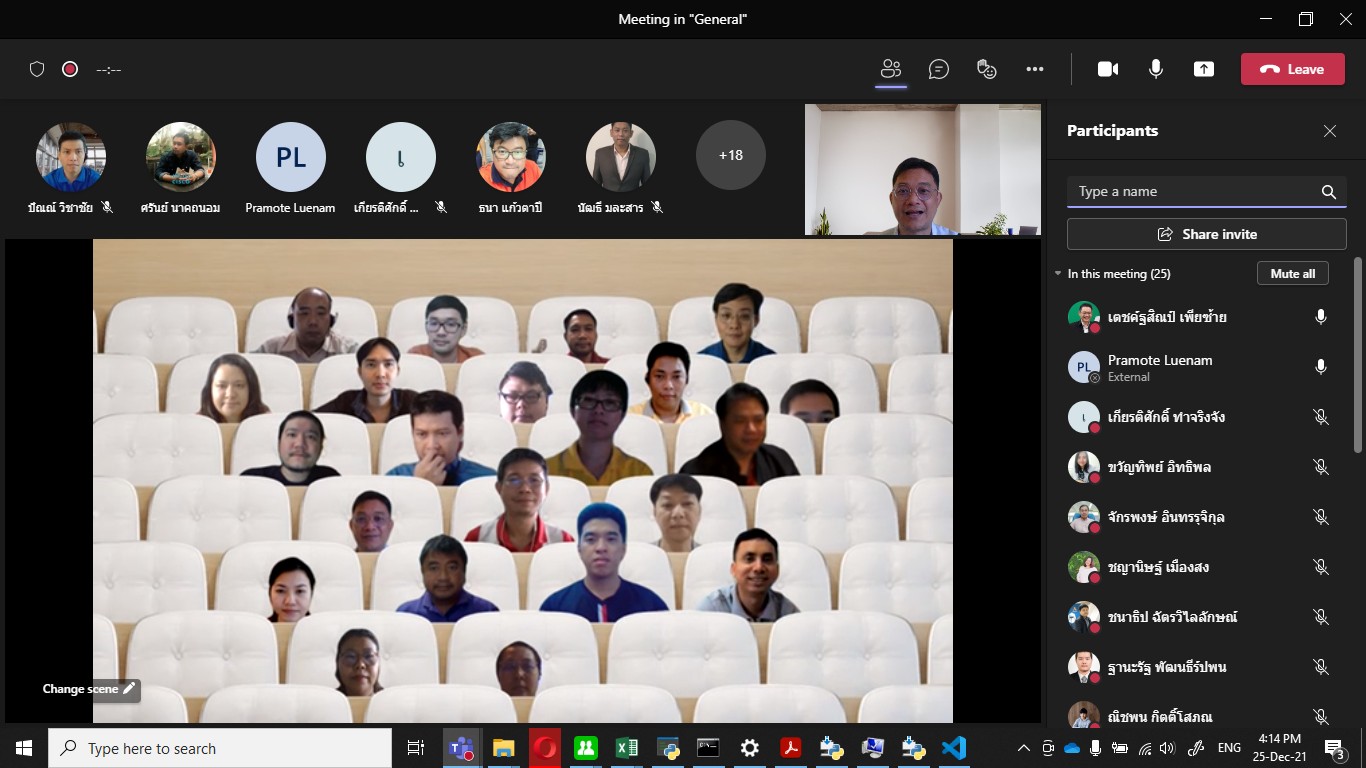 Meeting in "General"
--:--
Leave
PL
เ
+18
ปัณณ์ วิชาชัย
ศรันย์ นาคถนอม
Pramote Luenam
เกียรติศักดิ์ ...
ธนา แก้วตาปี
นัฒธี มละสาร
Participants
Type a name
Share invite
In this meeting (25)
Mute all
เตชค์ฐสิณป์ เพียซ้าย
PL
Pramote Luenam
External
เ
เกียรติศักดิ์ ทำจริงจัง
ขวัญทิพย์ อิทธิพล
จักรพงษ์ อินทรรุจิกุล
ชญานิษฐ์ เมืองสง
ชนาธิป ฉัตรวิไลลักษณ์
ฐานะรัฐ พัฒนธีร์ปพน
ณิชพน กิตติ์โสภณ
Change scene
Type here to search
ENG
4:14 PM
25-Dec-21
3